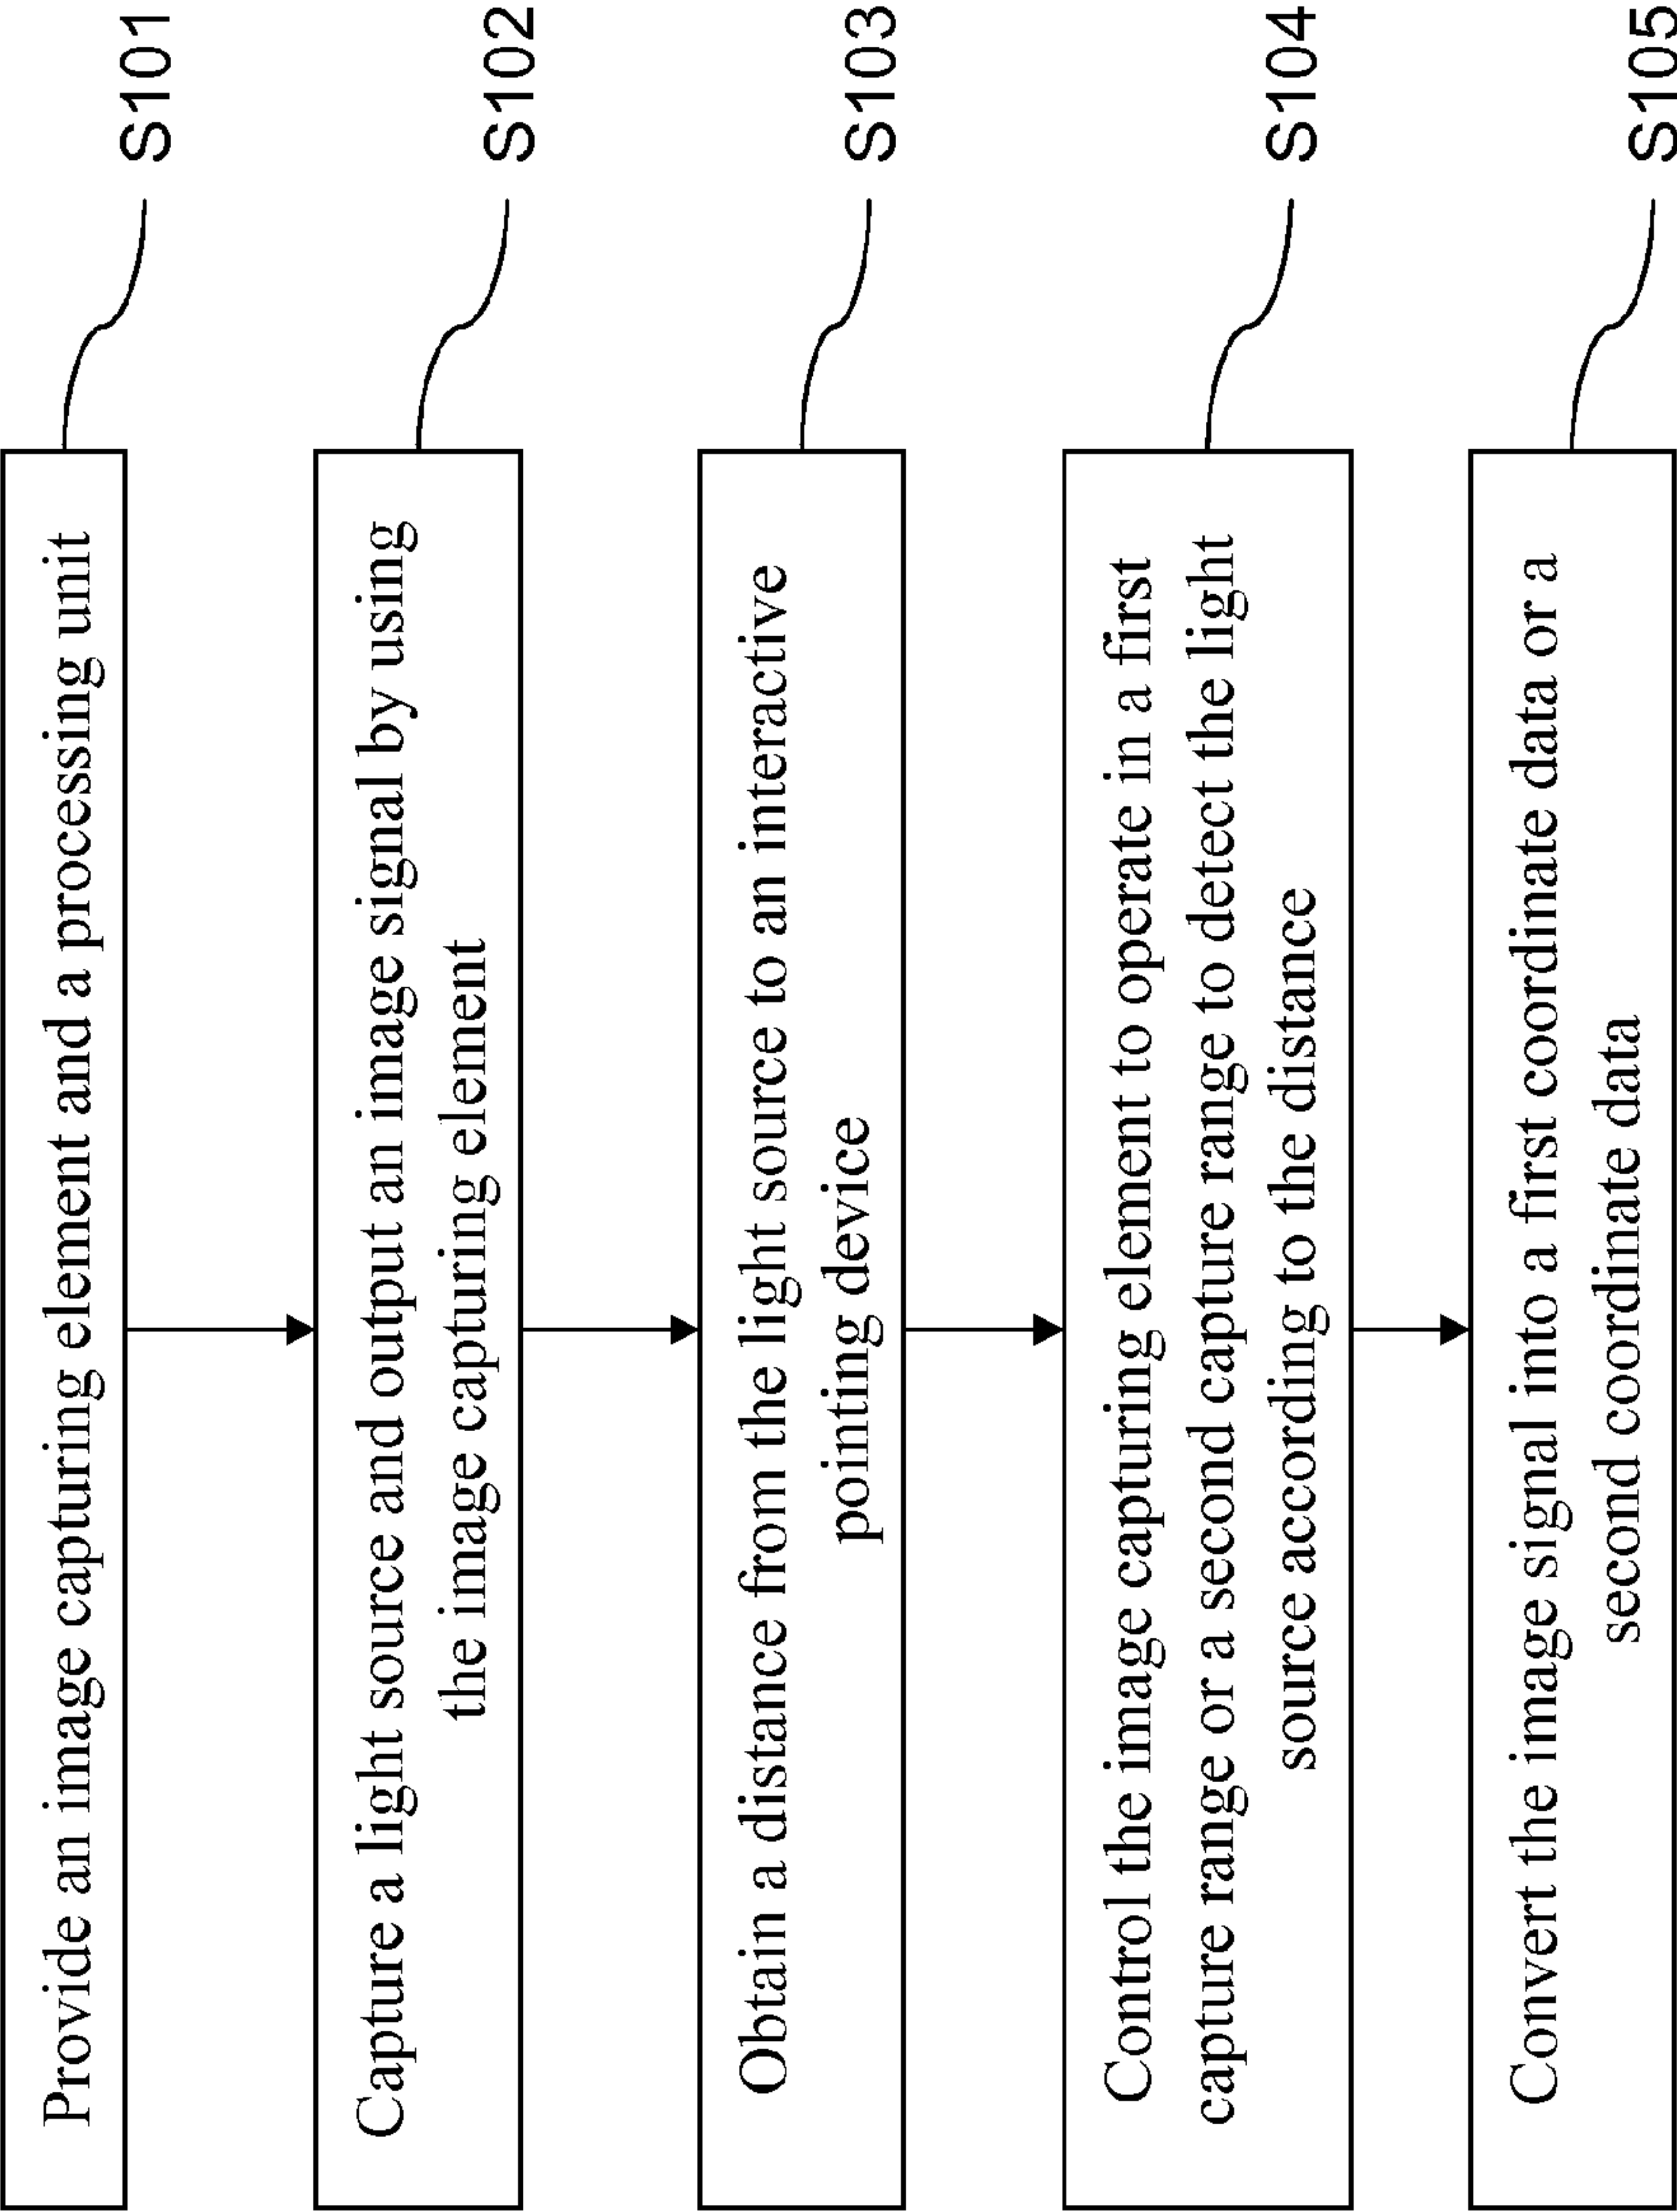 Provide an image capturing element and a processing unit
S101
Capture a light source and output an image signal by using
the image capturing element
S102
Obtain a distance from the light source to an interactive
pointing device
S103
Control the image capturing element to operate in a first
capture range or a second capture range to detect the light
source according to the distance
S104
Convert the image signal into a first coordinate data or a
second coordinate data
S105